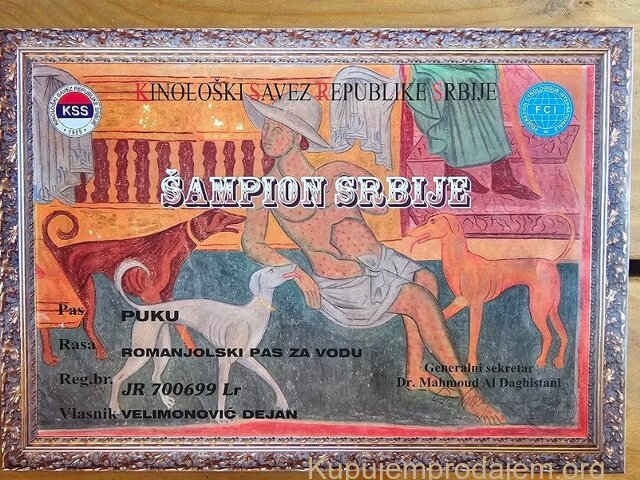 KINOLOŠKI SAVEZ REPUBLIKE SRBIJE
KSS
1925
FCI
ŠAMPION SRBIJE
Pas PUKU
Rasa ROMANJOLSKI PAS ZA VODU
Reg.br. JR 700699 Lr
Vlasnik VELIMONOVIĆ DEJAN
Generalni sekretar
Dr. Mahmoud Al Daghistani
Kupujemprodajem.org